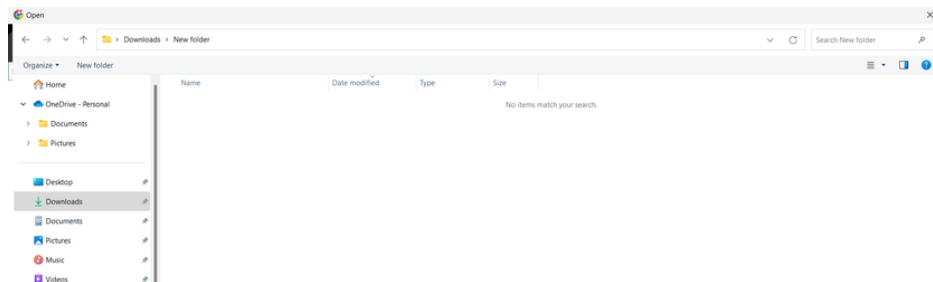 Open
Downloads > New folder
Search New folder
Organize New folder
Name Date modified Type Size
No items match your search.
Home
OneDrive - Personal
Documents
Pictures
Desktop
Downloads
Documents
Pictures
Music
Videos